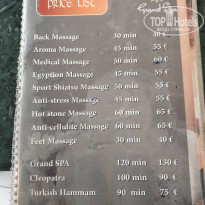 PRICE LIST
TOP Hotels
Back Massage 30 min 40 €
Aroma Massage 45 min 55 €
Medical Massage 50 min 60 €
Egyption Massage 45 min 55 €
Sport Shiatsu Massage 50 min 65 €
Anti-stress Massage 45 min 55 €
Hot stone Massage 60 min 65 €
Anti-cellulite Massage 60 min 65 €
Feet Massage 30 min 40 €
Grand SPA 120 min 130 €
Cleopatra 100 min 90 €
Turkish Hammam 90 min 75 €